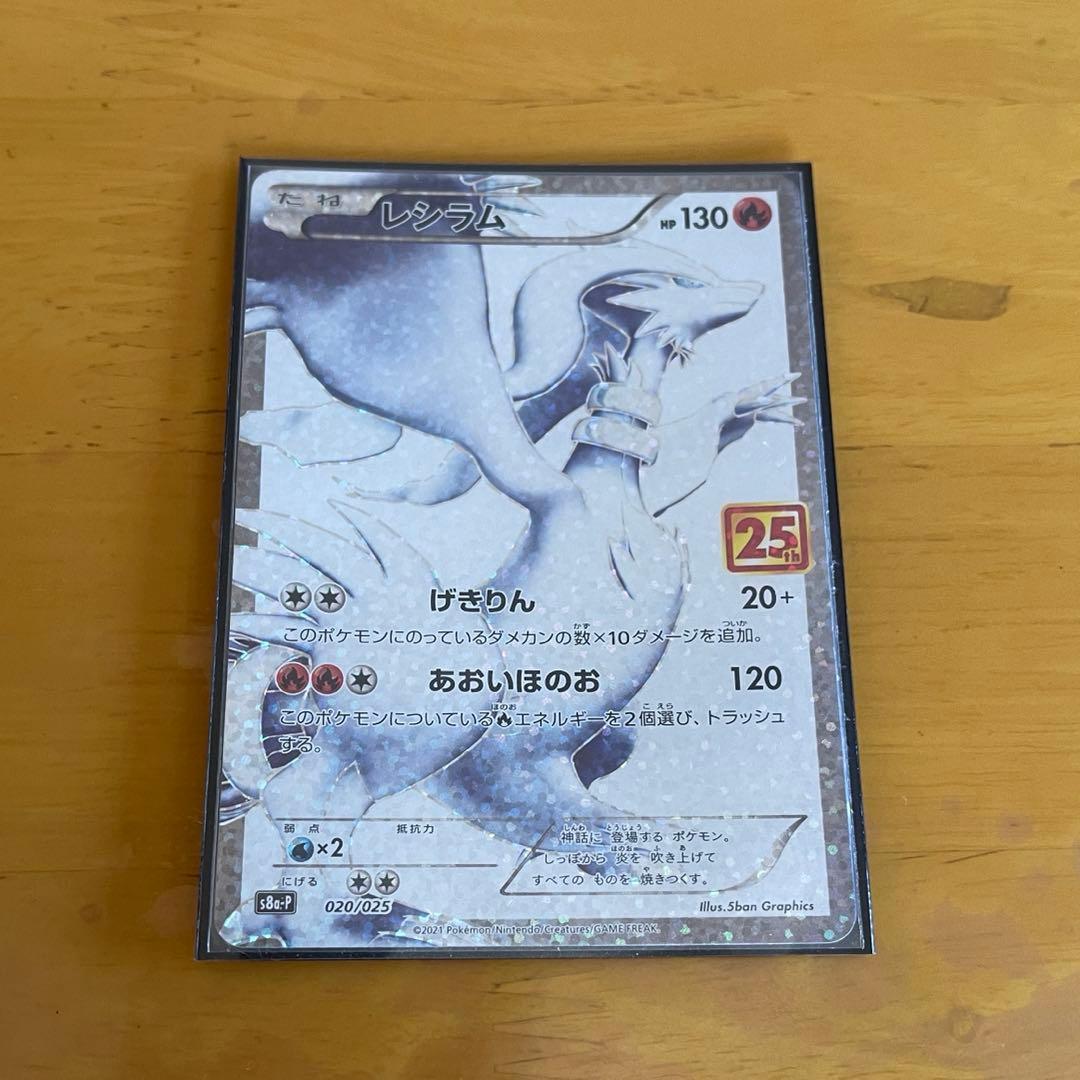 たね レシラム HP 130
25th
げきりん 20+
このポケモンにのっているダメカンの数×10ダメージを追加。
あおいほのお 120
このポケモンについているエネルギーを2個選び、トラッシュ
する。
弱点 抵抗力
×2
にげる
神話に 登場する ポケモン。
しっぽから 炎を 吹き上げて
すべての ものを 焼きつくす。
s8a-P 020/025 Illus.5ban Graphics
©2021 Pokémon/Nintendo/Creatures/GAME FREAK.